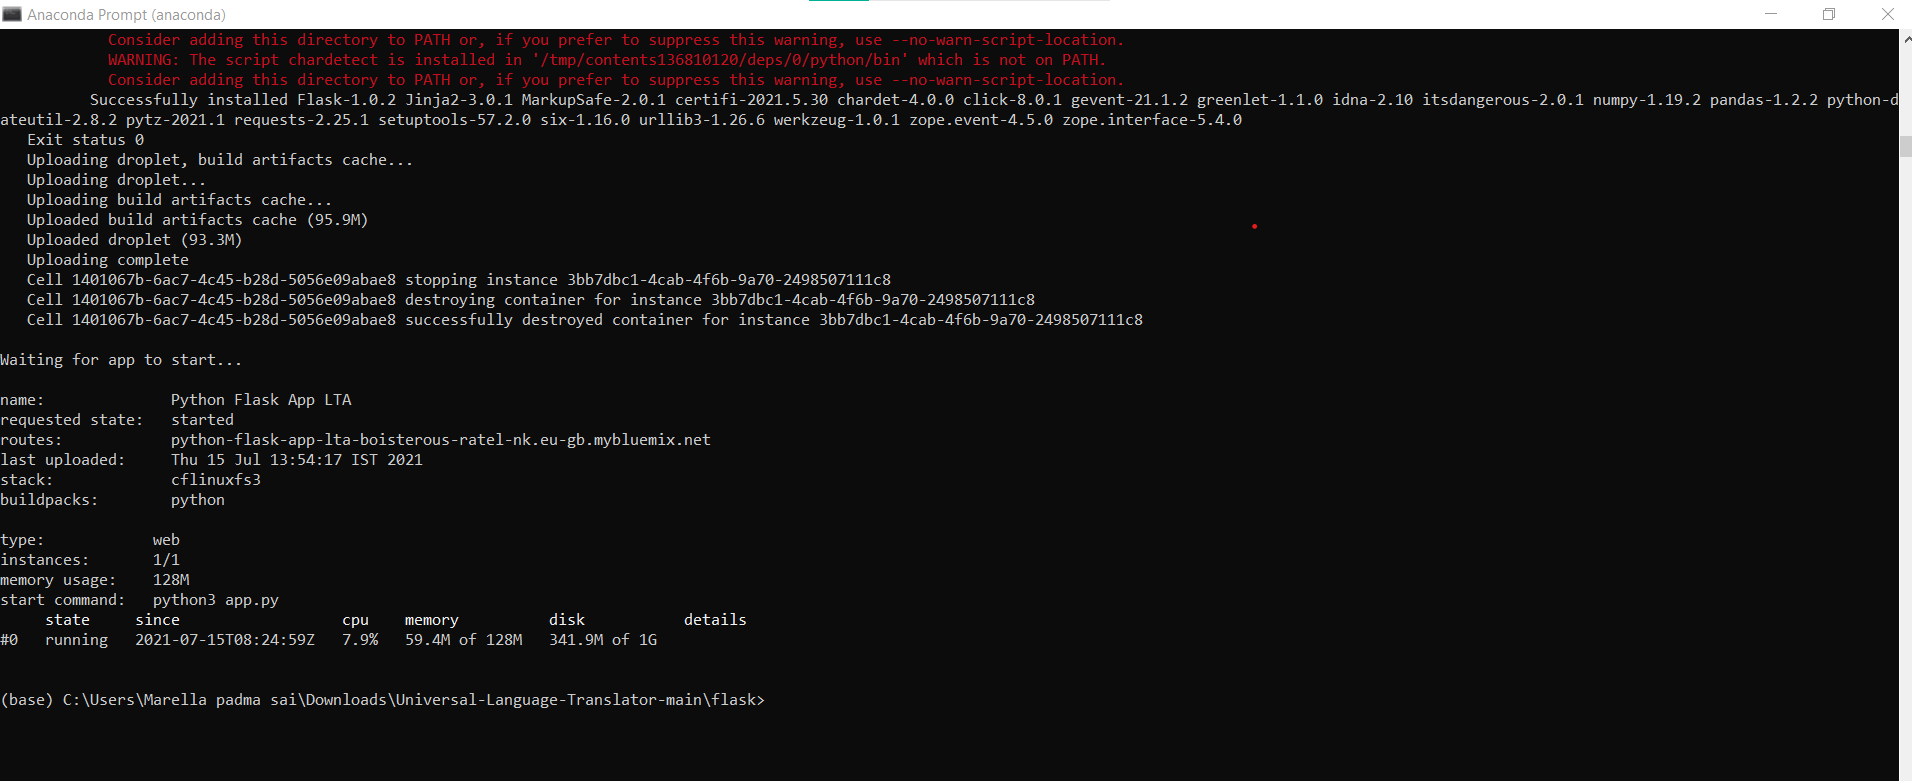 Anaconda Prompt (anaconda)
Consider adding this directory to PATH or, if you prefer to suppress this warning, use --no-warn-script-location.
WARNING: The script chardetect is installed in '/tmp/contents136810120/deps/0/python/bin' which is not on PATH.
Consider adding this directory to PATH or, if you prefer to suppress this warning, use --no-warn-script-location.
Successfully installed Flask-1.0.2 Jinja2-3.0.1 MarkupSafe-2.0.1 certifi-2021.5.30 chardet-4.0.0 click-8.0.1 gevent-21.1.2 greenlet-1.1.0 idna-2.10 itsdangerous-2.0.1 numpy-1.19.2 pandas-1.2.2 python-d
ateutil-2.8.2 pytz-2021.1 requests-2.25.1 setuptools-57.2.0 six-1.16.0 urllib3-1.26.6 werkzeug-1.0.1 zope.event-4.5.0 zope.interface-5.4.0
Exit status 0
Uploading droplet, build artifacts cache...
Uploading droplet...
Uploading build artifacts cache...
Uploaded build artifacts cache (95.9M)
Uploaded droplet (93.3M)
Uploading complete
Cell 1401067b-6ac7-4c45-b28d-5056e09abae8 stopping instance 3bb7dbc1-4cab-4f6b-9a70-2498507111c8
Cell 1401067b-6ac7-4c45-b28d-5056e09abae8 destroying container for instance 3bb7dbc1-4cab-4f6b-9a70-2498507111c8
Cell 1401067b-6ac7-4c45-b28d-5056e09abae8 successfully destroyed container for instance 3bb7dbc1-4cab-4f6b-9a70-2498507111c8
Waiting for app to start...
name: Python Flask App LTA
requested state: started
routes: python-flask-app-lta-boisterous-ratel-nk.eu-gb.mybluemix.net
last uploaded: Thu 15 Jul 13:54:17 IST 2021
stack: cflinuxfs3
buildpacks: python
type: web
instances: 1/1
memory usage: 128M
start command: python3 app.py
state since cpu memory disk details
#0 running 2021-07-15T08:24:59Z 7.9% 59.4M of 128M 341.9M of 1G
(base) C:\Users\Marella padma sai\Downloads\Universal-Language-Translator-main\flask>